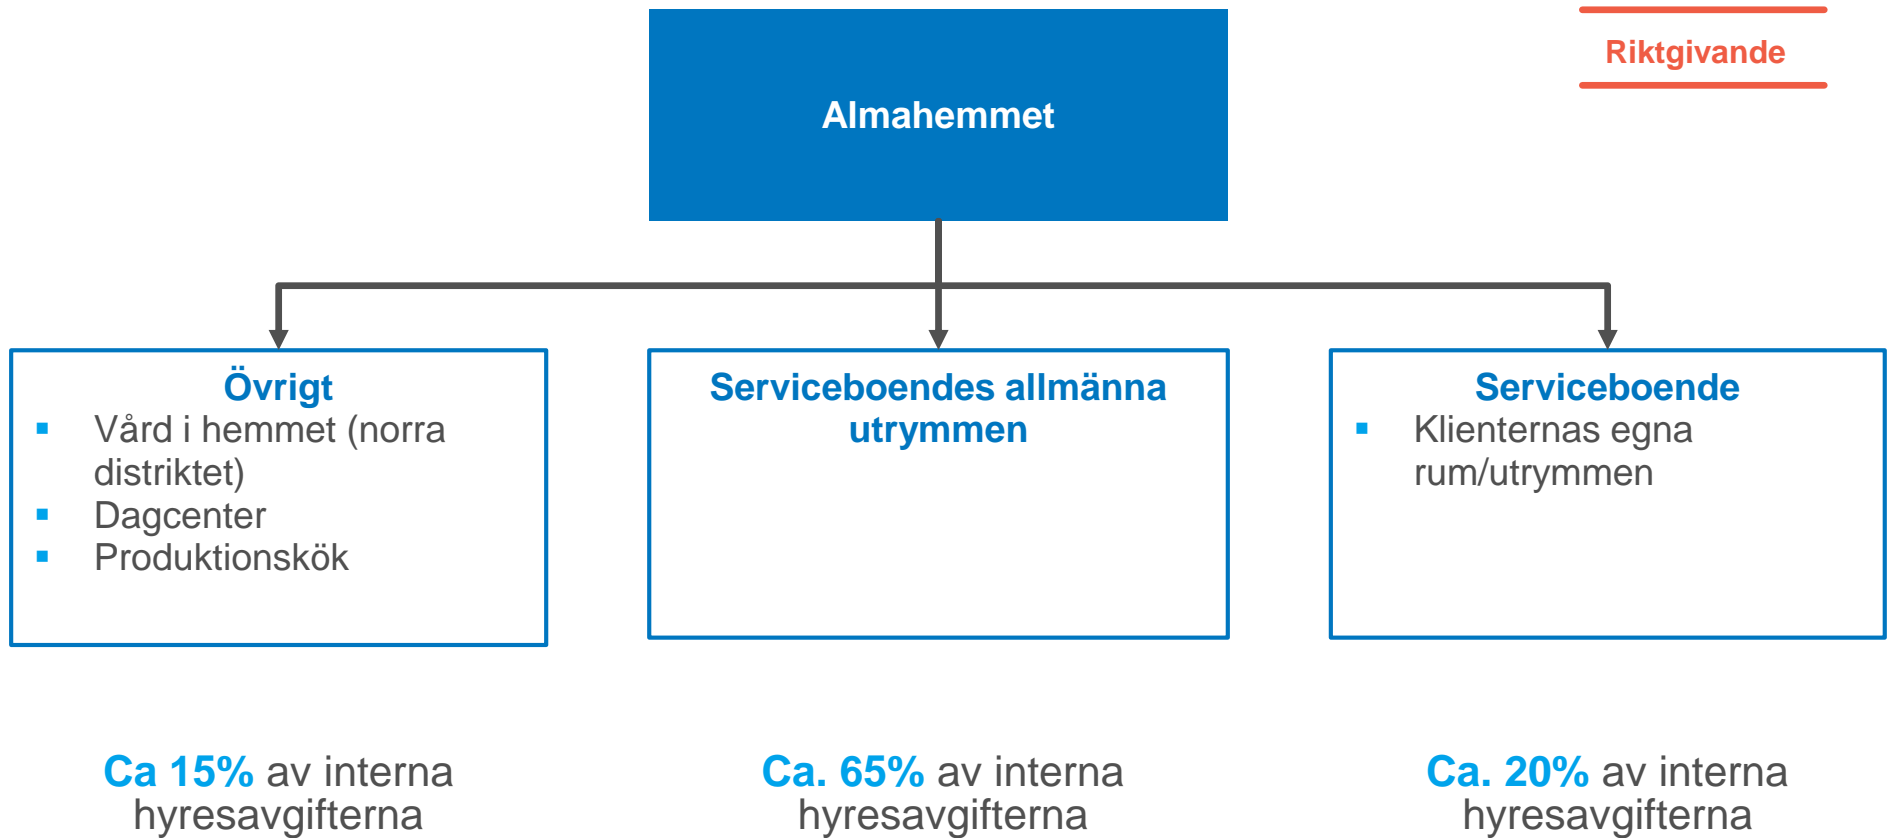 Riktgivande
Almahemmet
Övrigt
▪ Vård i hemmet (norra
distriktet)
▪ Dagcenter
▪ Produktionskök
Serviceboendes allmänna
utrymmen
Serviceboende
▪ Klienternas egna
rum/utrymmen
Ca 15% av interna
hyresavgifterna
Ca. 65% av interna
hyresavgifterna
Ca. 20% av interna
hyresavgifterna